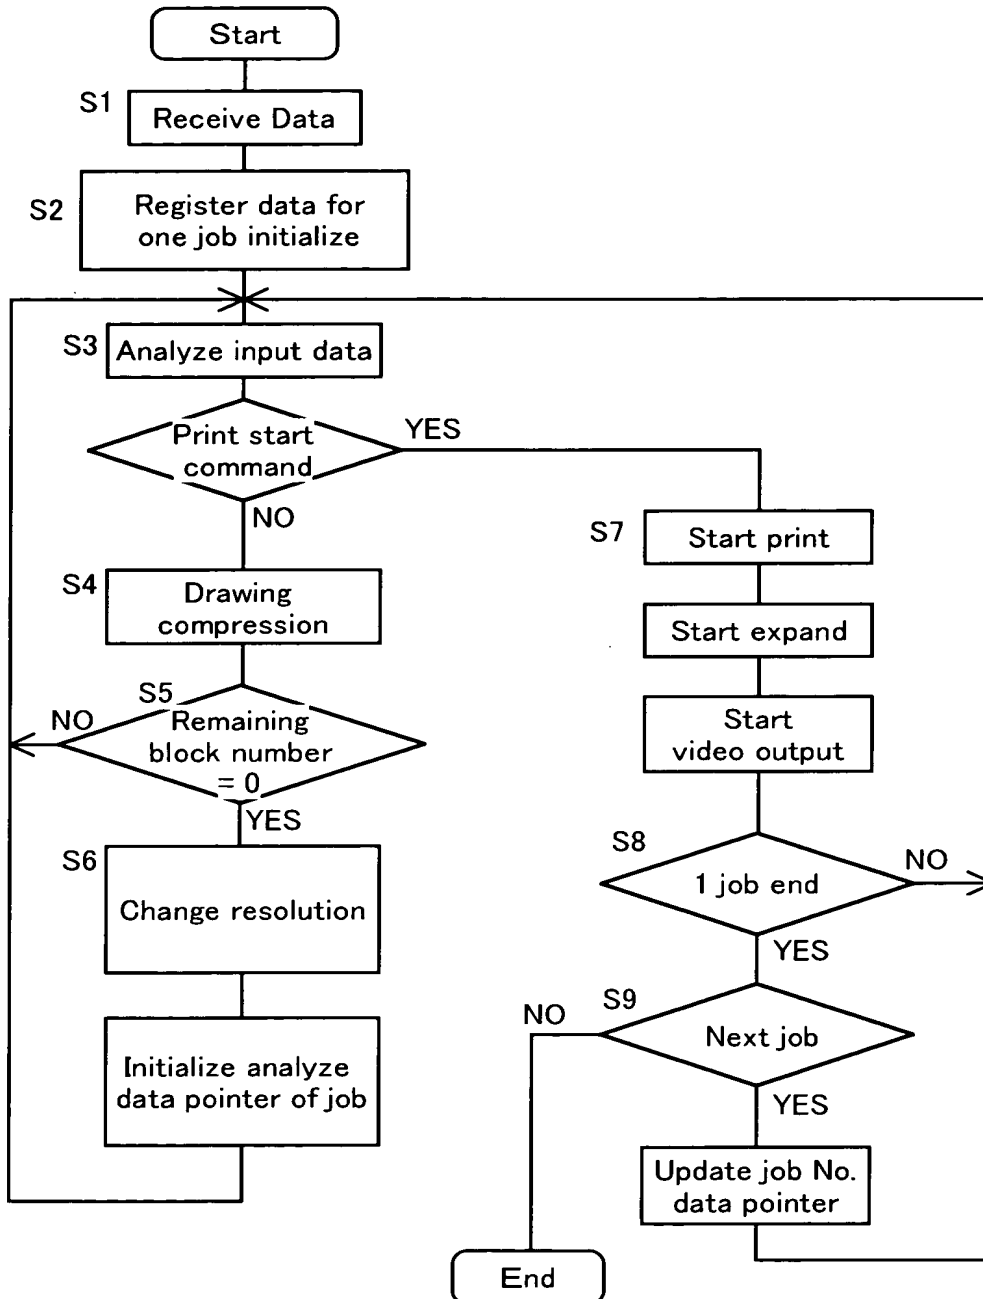 Start
S1
Receive Data
S2
Register data for
one job initialize
S3
Analyze input data
Print start
command
YES
NO
S4
Drawing
compression
S5
NO
Remaining
block number
= 0
YES
S6
Change resolution
Initialize analyze
data pointer of job
S7
Start print
Start expand
Start
video output
S8
1 job end
NO
YES
S9
NO
Next job
YES
Update job No.
data pointer
End